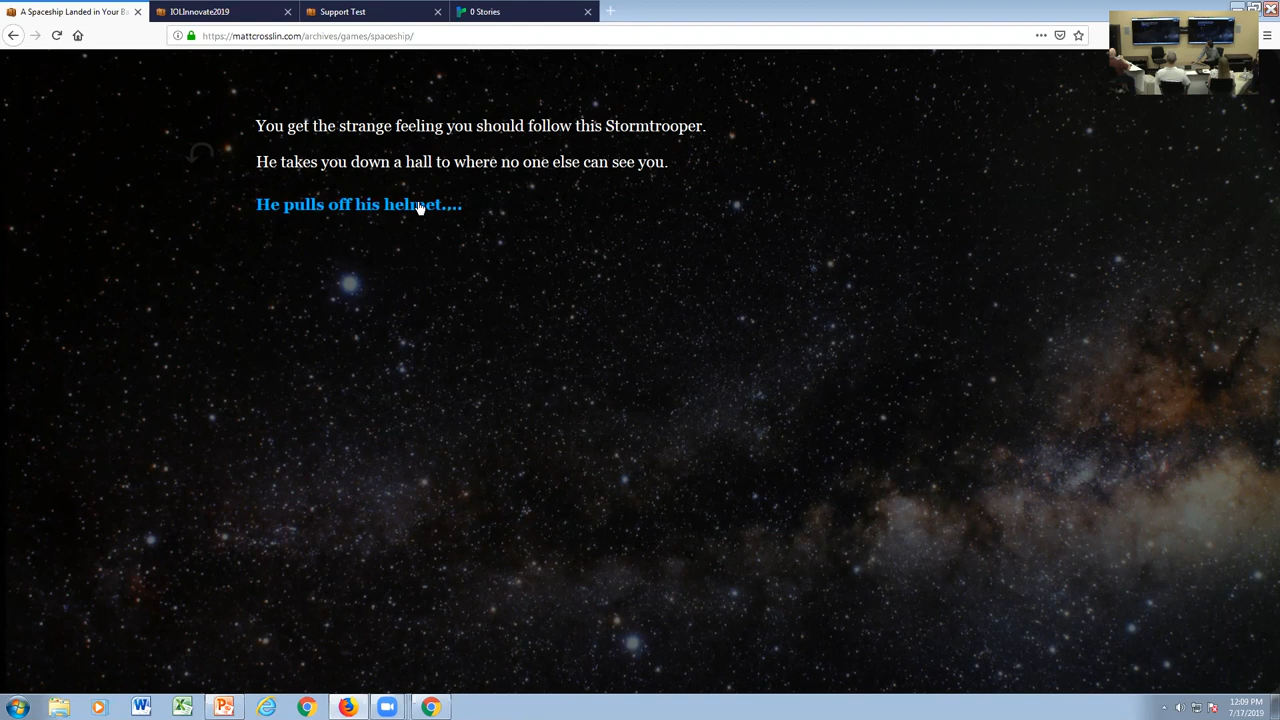 A Spaceship Landed in Your Ba
IOLInnovate2019
Support Test
0 Stories
https://mattcrosslin.com/archives/games/spaceship/
You get the strange feeling you should follow this Stormtrooper.
He takes you down a hall to where no one else can see you.
He pulls off his helmet....
12:09 PM
7/17/2019